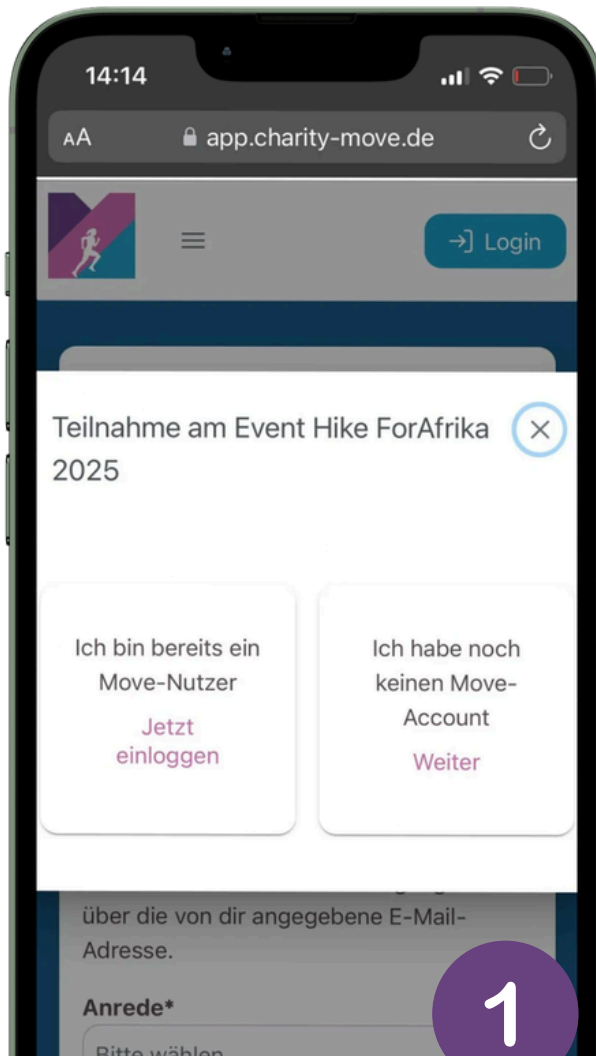 14:14
AA app.charity-move.de
Login
Teilnahme am Event Hike ForAfrika
2025
Ich bin bereits ein
Move-Nutzer
Jetzt
einloggen
Ich habe noch
keinen Move-
Account
Weiter
über die von dir angegebene E-Mail-
Adresse.
Anrede*
Bitte wählen
1